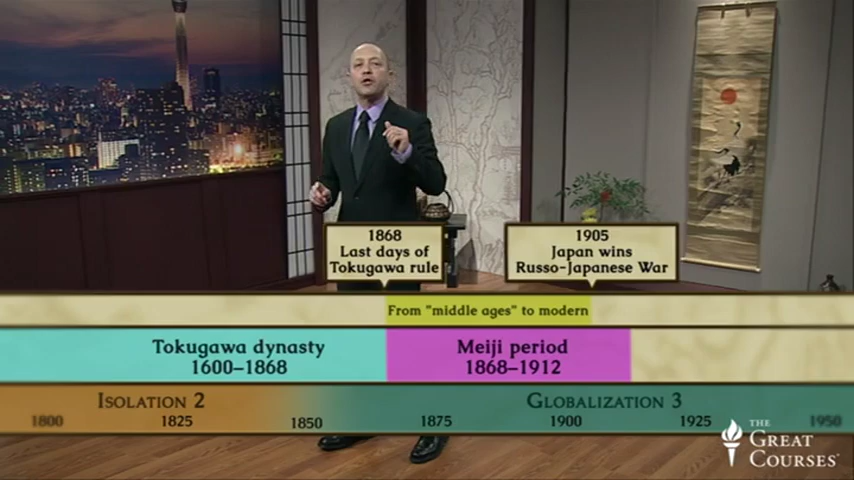 1868
Last days of
Tokugawa rule
1905
Japan wins
Russo-Japanese War
From "middle ages" to modern
Tokugawa dynasty
1600–1868
Meiji period
1868–1912
ISOLATION 2
GLOBALIZATION 3
1800
1825
1850
1875
1900
1925
1950
THE
GREAT
COURSES